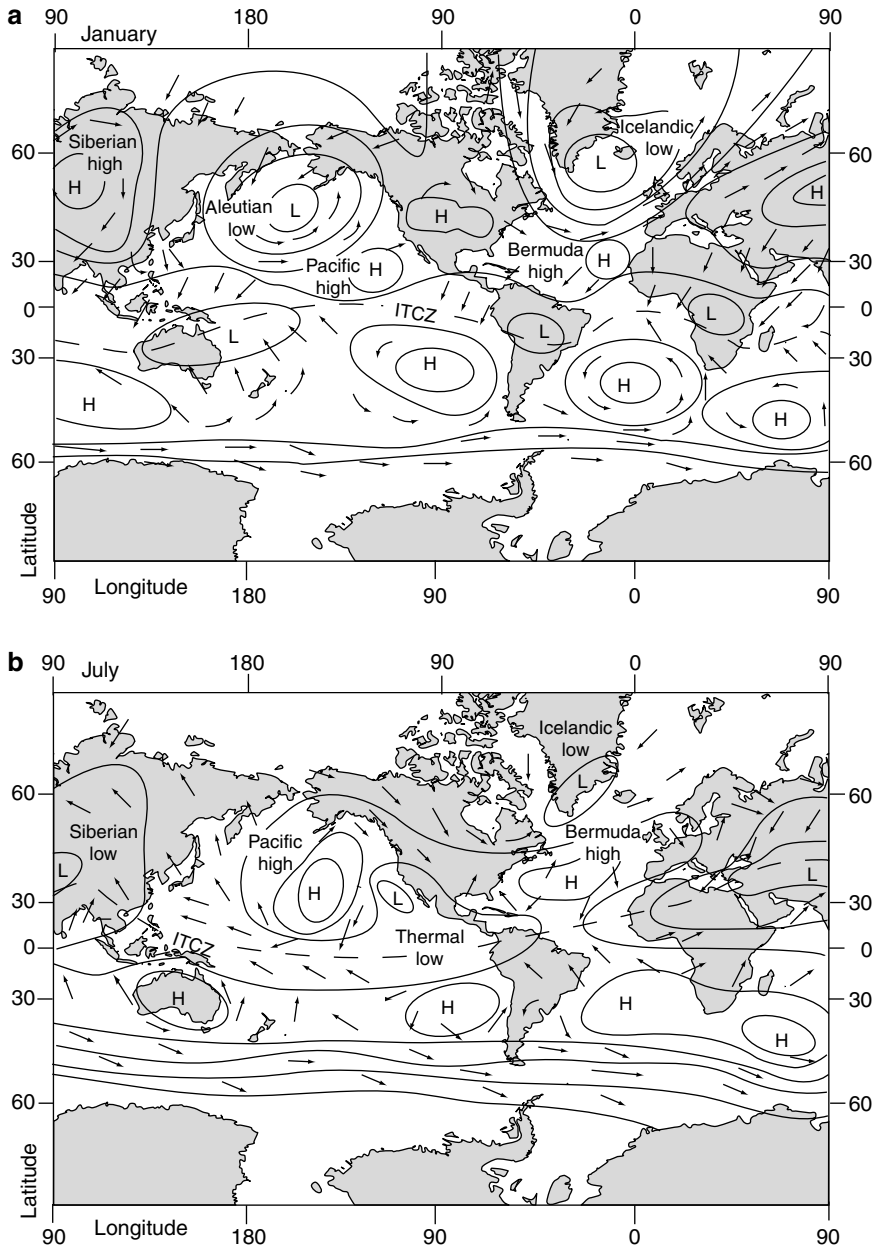 a
90 180 90 0 90
January
Siberian
high
Icelandic
low
60 60
H
L
H
Aleutian
low
L
H
Bermuda
high
H
30 30
Pacific
high
H
0 0
ITCZ
L
L
L
30 30
H
H
H
H
60 60
Latitude
Longitude
90 180 90 0 90
b
90 180 90 0 90
July
Icelandic
low
L
60 60
Siberian
low
Pacific
high
Bermuda
high
L
H
L
H
L
30 30
Thermal
low
ITCZ
0 0
H
H
H
H
30 30
60 60
Latitude
Longitude
90 180 90 0 90